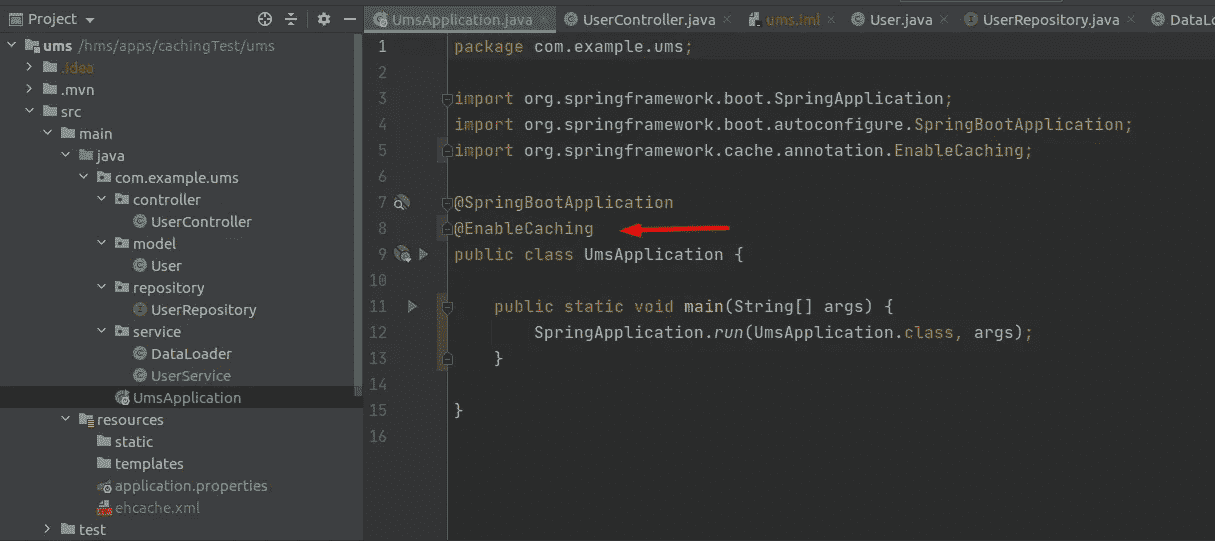 Project
ums /hms/apps/cachingTest/ums
.idea
.mvn
src
main
java
com.example.ums
controller
UserController
model
User
repository
UserRepository
service
DataLoader
UserService
UmsApplication
resources
static
templates
application.properties
ehcache.xml
test
UmsApplication.java UserController.java ums.iml User.java UserRepository.java DataLo
1 package com.example.ums;
2
3 import org.springframework.boot.SpringApplication;
4 import org.springframework.boot.autoconfigure.SpringBootApplication;
5 import org.springframework.cache.annotation.EnableCaching;
6
7 @SpringBootApplication
8 @EnableCaching
9 public class UmsApplication {
10
11 public static void main(String[] args) {
12 SpringApplication.run(UmsApplication.class, args);
13 }
14
15 }
16